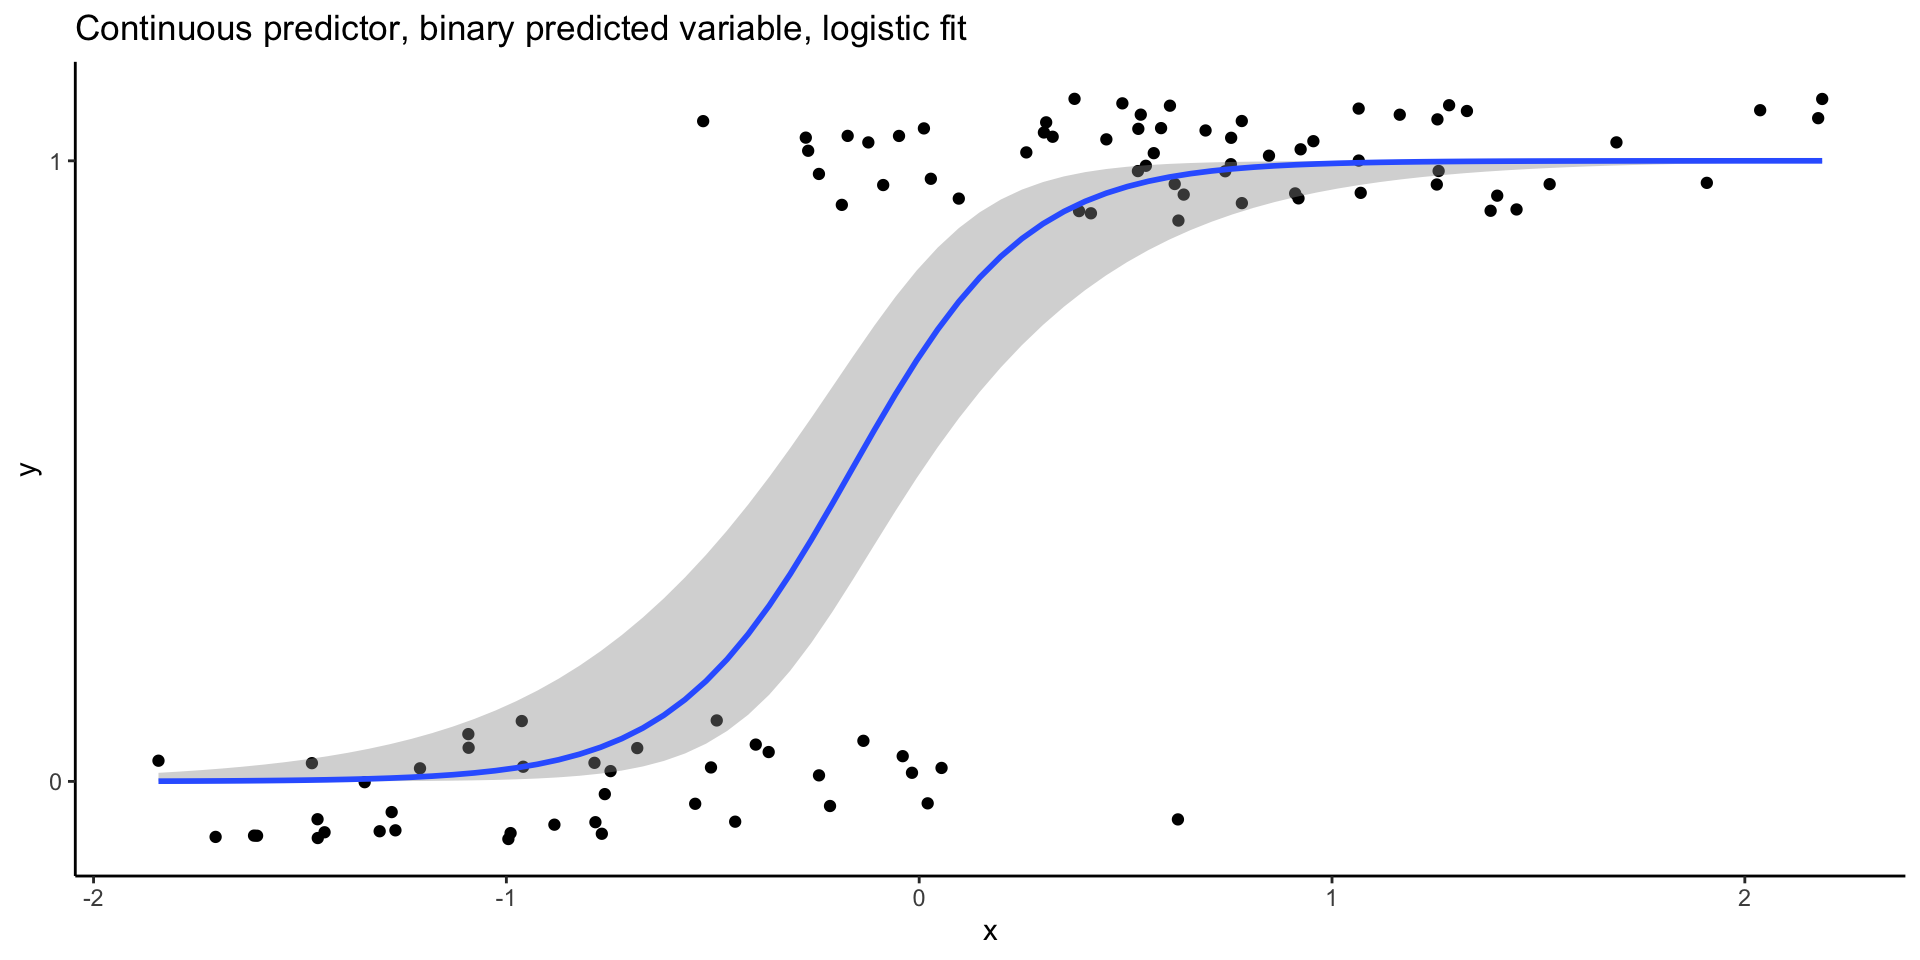 Continuous predictor, binary predicted variable, logistic fit
1
y
0
-2 -1 0 1 2
x